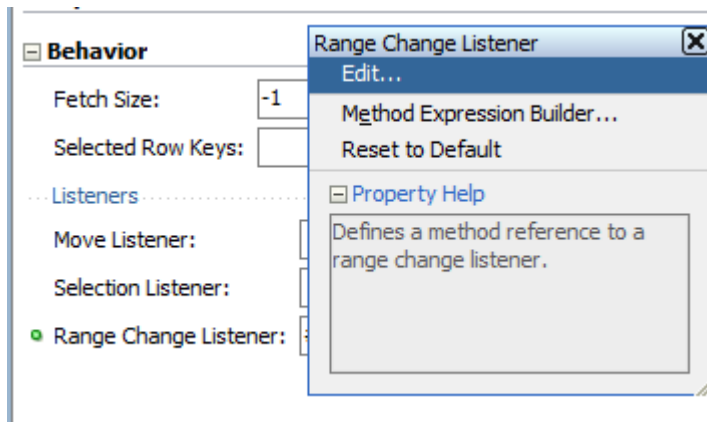 Behavior
Fetch Size:
-1
Selected Row Keys:
Listeners
Move Listener:
Selection Listener:
Range Change Listener:
Range Change Listener
Edit...
Method Expression Builder...
Reset to Default
Property Help
Defines a method reference to a
range change listener.